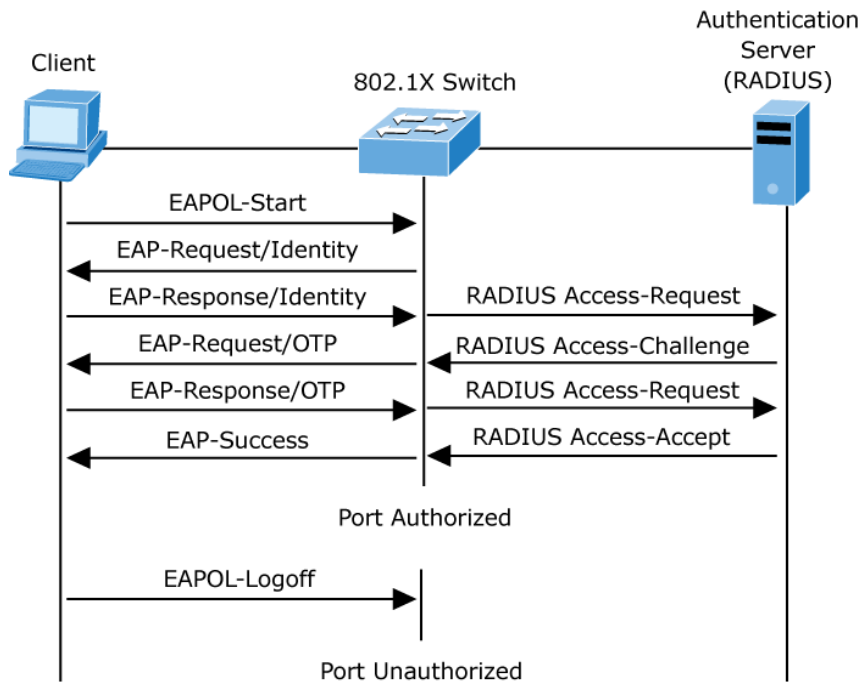 Authentication
Server
(RADIUS)
Client
802.1X Switch
EAPOL-Start
EAP-Request/Identity
EAP-Response/Identity
RADIUS Access-Request
EAP-Request/OTP
RADIUS Access-Challenge
EAP-Response/OTP
RADIUS Access-Request
EAP-Success
RADIUS Access-Accept
Port Authorized
EAPOL-Logoff
Port Unauthorized